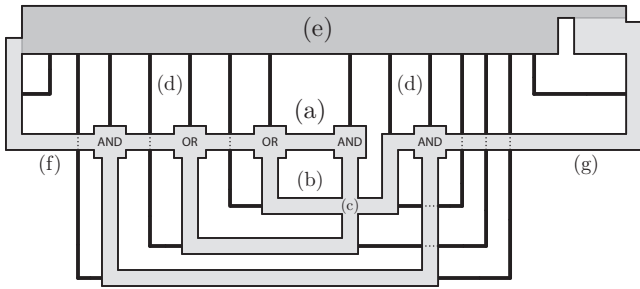 (e)
(d) (d)
(a)
AND OR OR AND AND
(f) (b) (g)
(c)